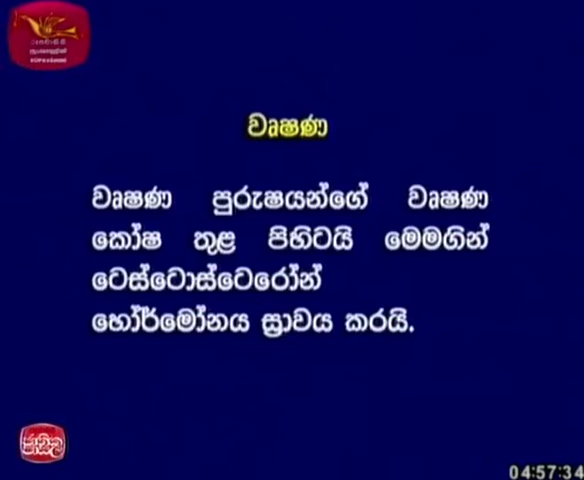 වෘෂණ
වෘෂණ පුරුෂයන්ගේ වෘෂණ
කෝෂ තුළ පිහිටයි මෙමගින්
ටෙස්ටොස්ටෙරෝන්
හෝර්මෝනය ස්‍රාවය කරයි.
04:57:34